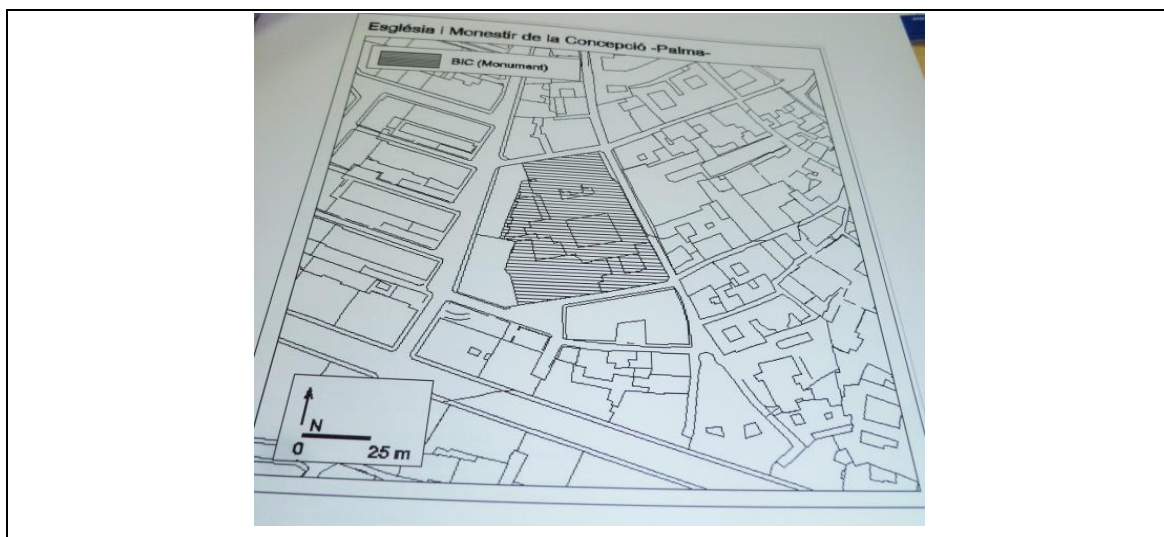 Església i Monestir de la Concepció -Palma-
BIC (Monument)
N
0 25 m